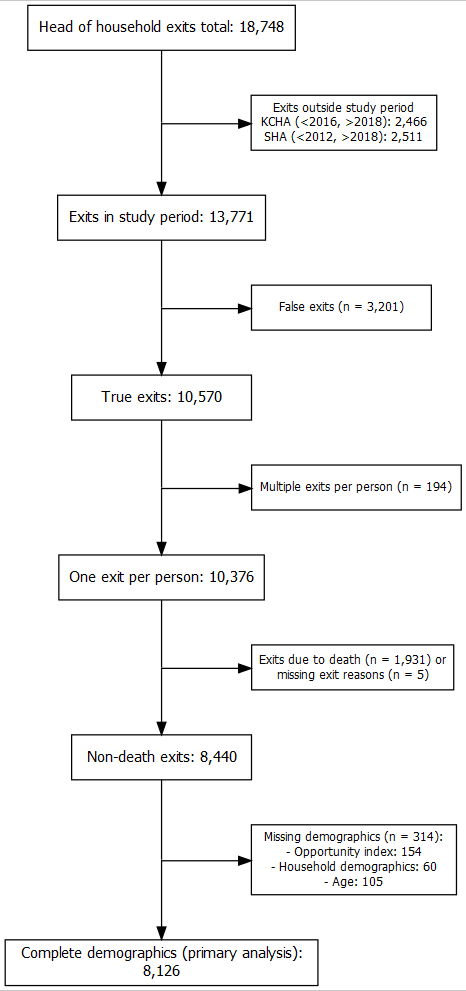 Head of household exits total: 18,748
Exits outside study period
KCHA (<2016, >2018): 2,466
SHA (<2012, >2018): 2,511
Exits in study period: 13,771
False exits (n = 3,201)
True exits: 10,570
Multiple exits per person (n = 194)
One exit per person: 10,376
Exits due to death (n = 1,931) or
missing exit reasons (n = 5)
Non-death exits: 8,440
Missing demographics (n = 314):
- Opportunity index: 154
- Household demographics: 60
- Age: 105
Complete demographics (primary analysis):
8,126